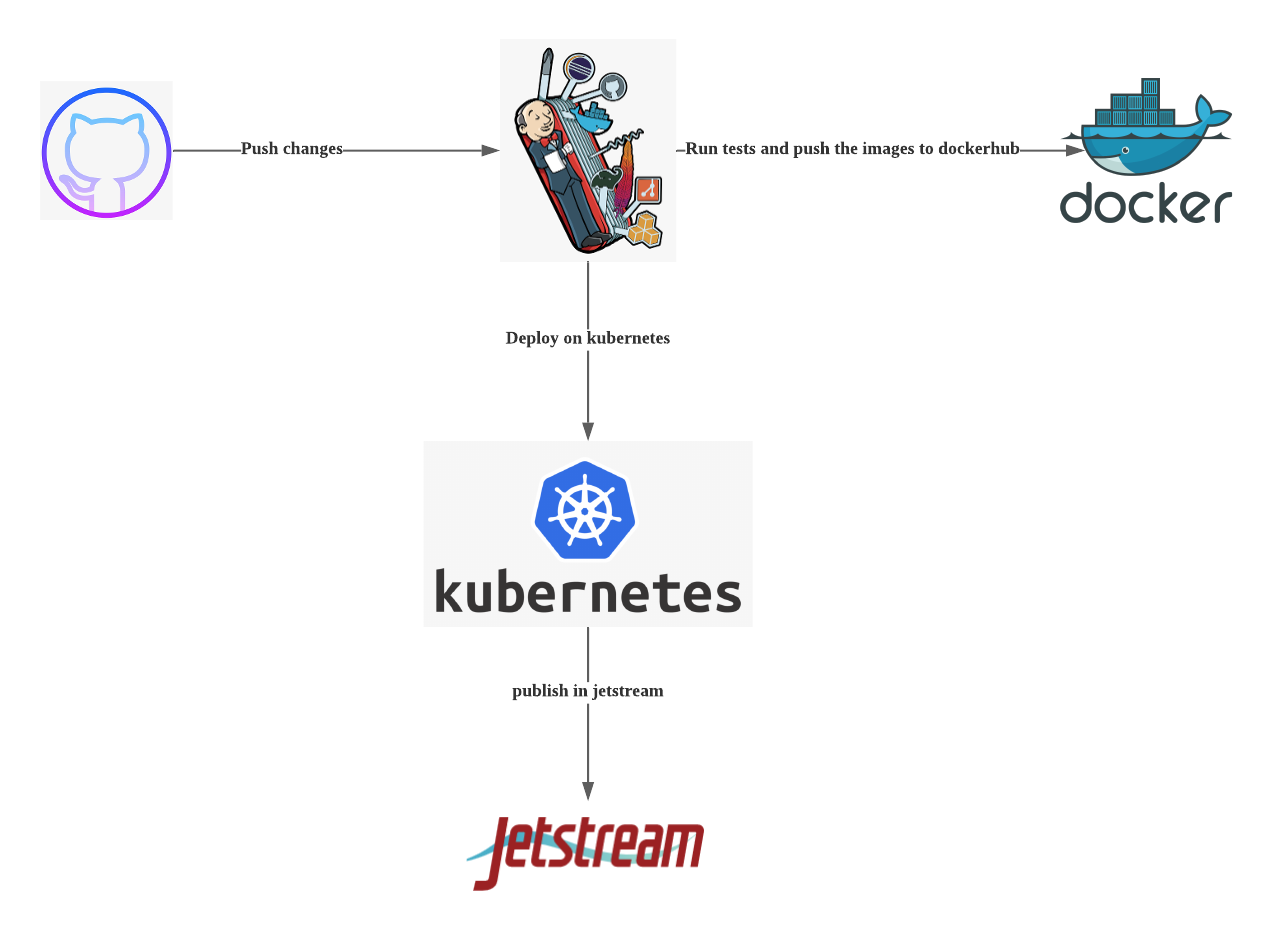 Push changes
Run tests and push the images to dockerhub
docker
Deploy on kubernetes
kubernetes
publish in jetstream
Jetstream